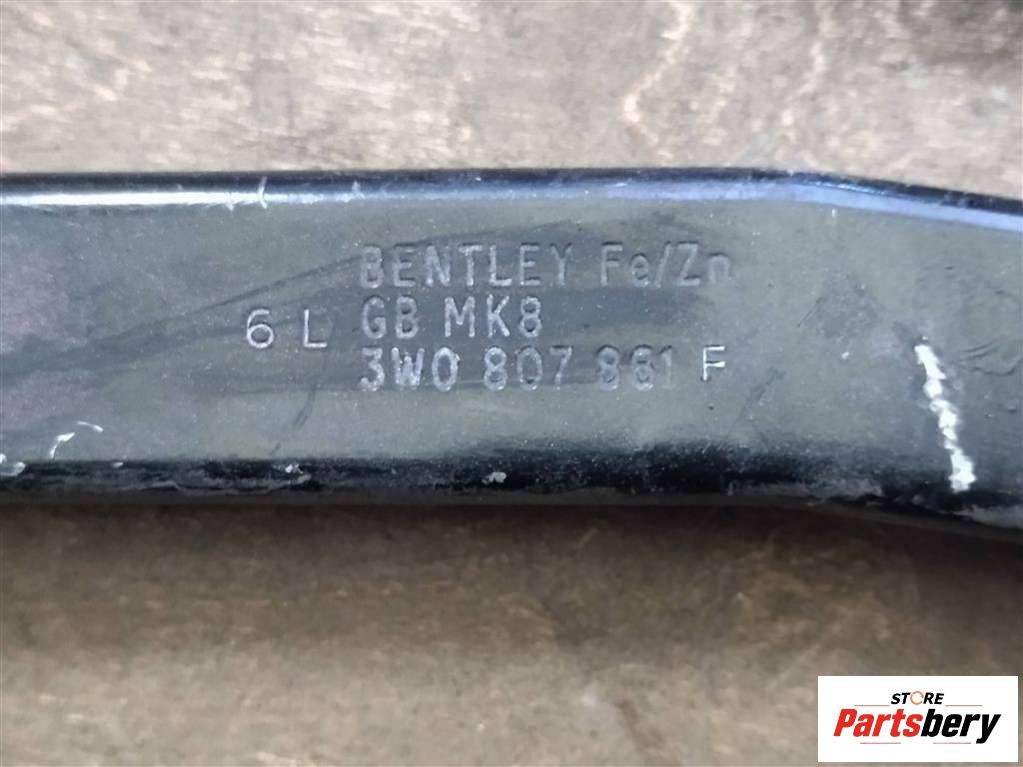 BENTLEY Fe/Zn
6 L GB MK8
3W0 807 861 F
STORE
Partsbery